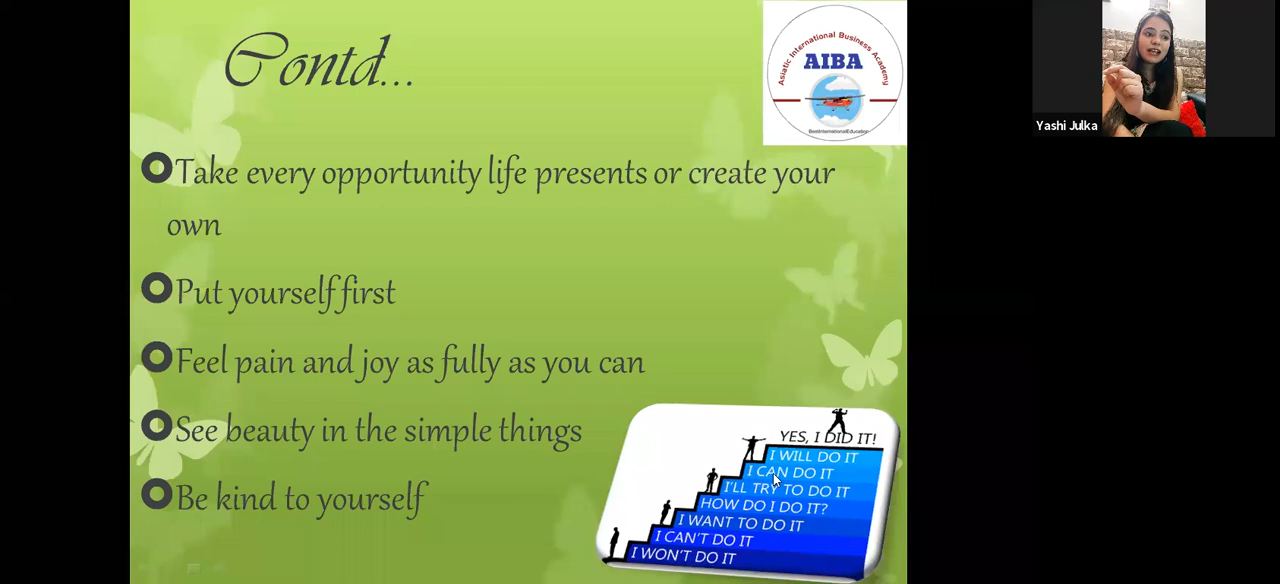 Contd...
Asiatic International Business Academy
AIBA
BestInternationalEducation
Yashi Julka
Take every opportunity life presents or create your
own
Put yourself first
Feel pain and joy as fully as you can
See beauty in the simple things
Be kind to yourself
YES, I DID IT!
I WILL DO IT
I CAN DO IT
I'LL TRY TO DO IT
HOW DO I DO IT?
I WANT TO DO IT
I CAN'T DO IT
I WON'T DO IT